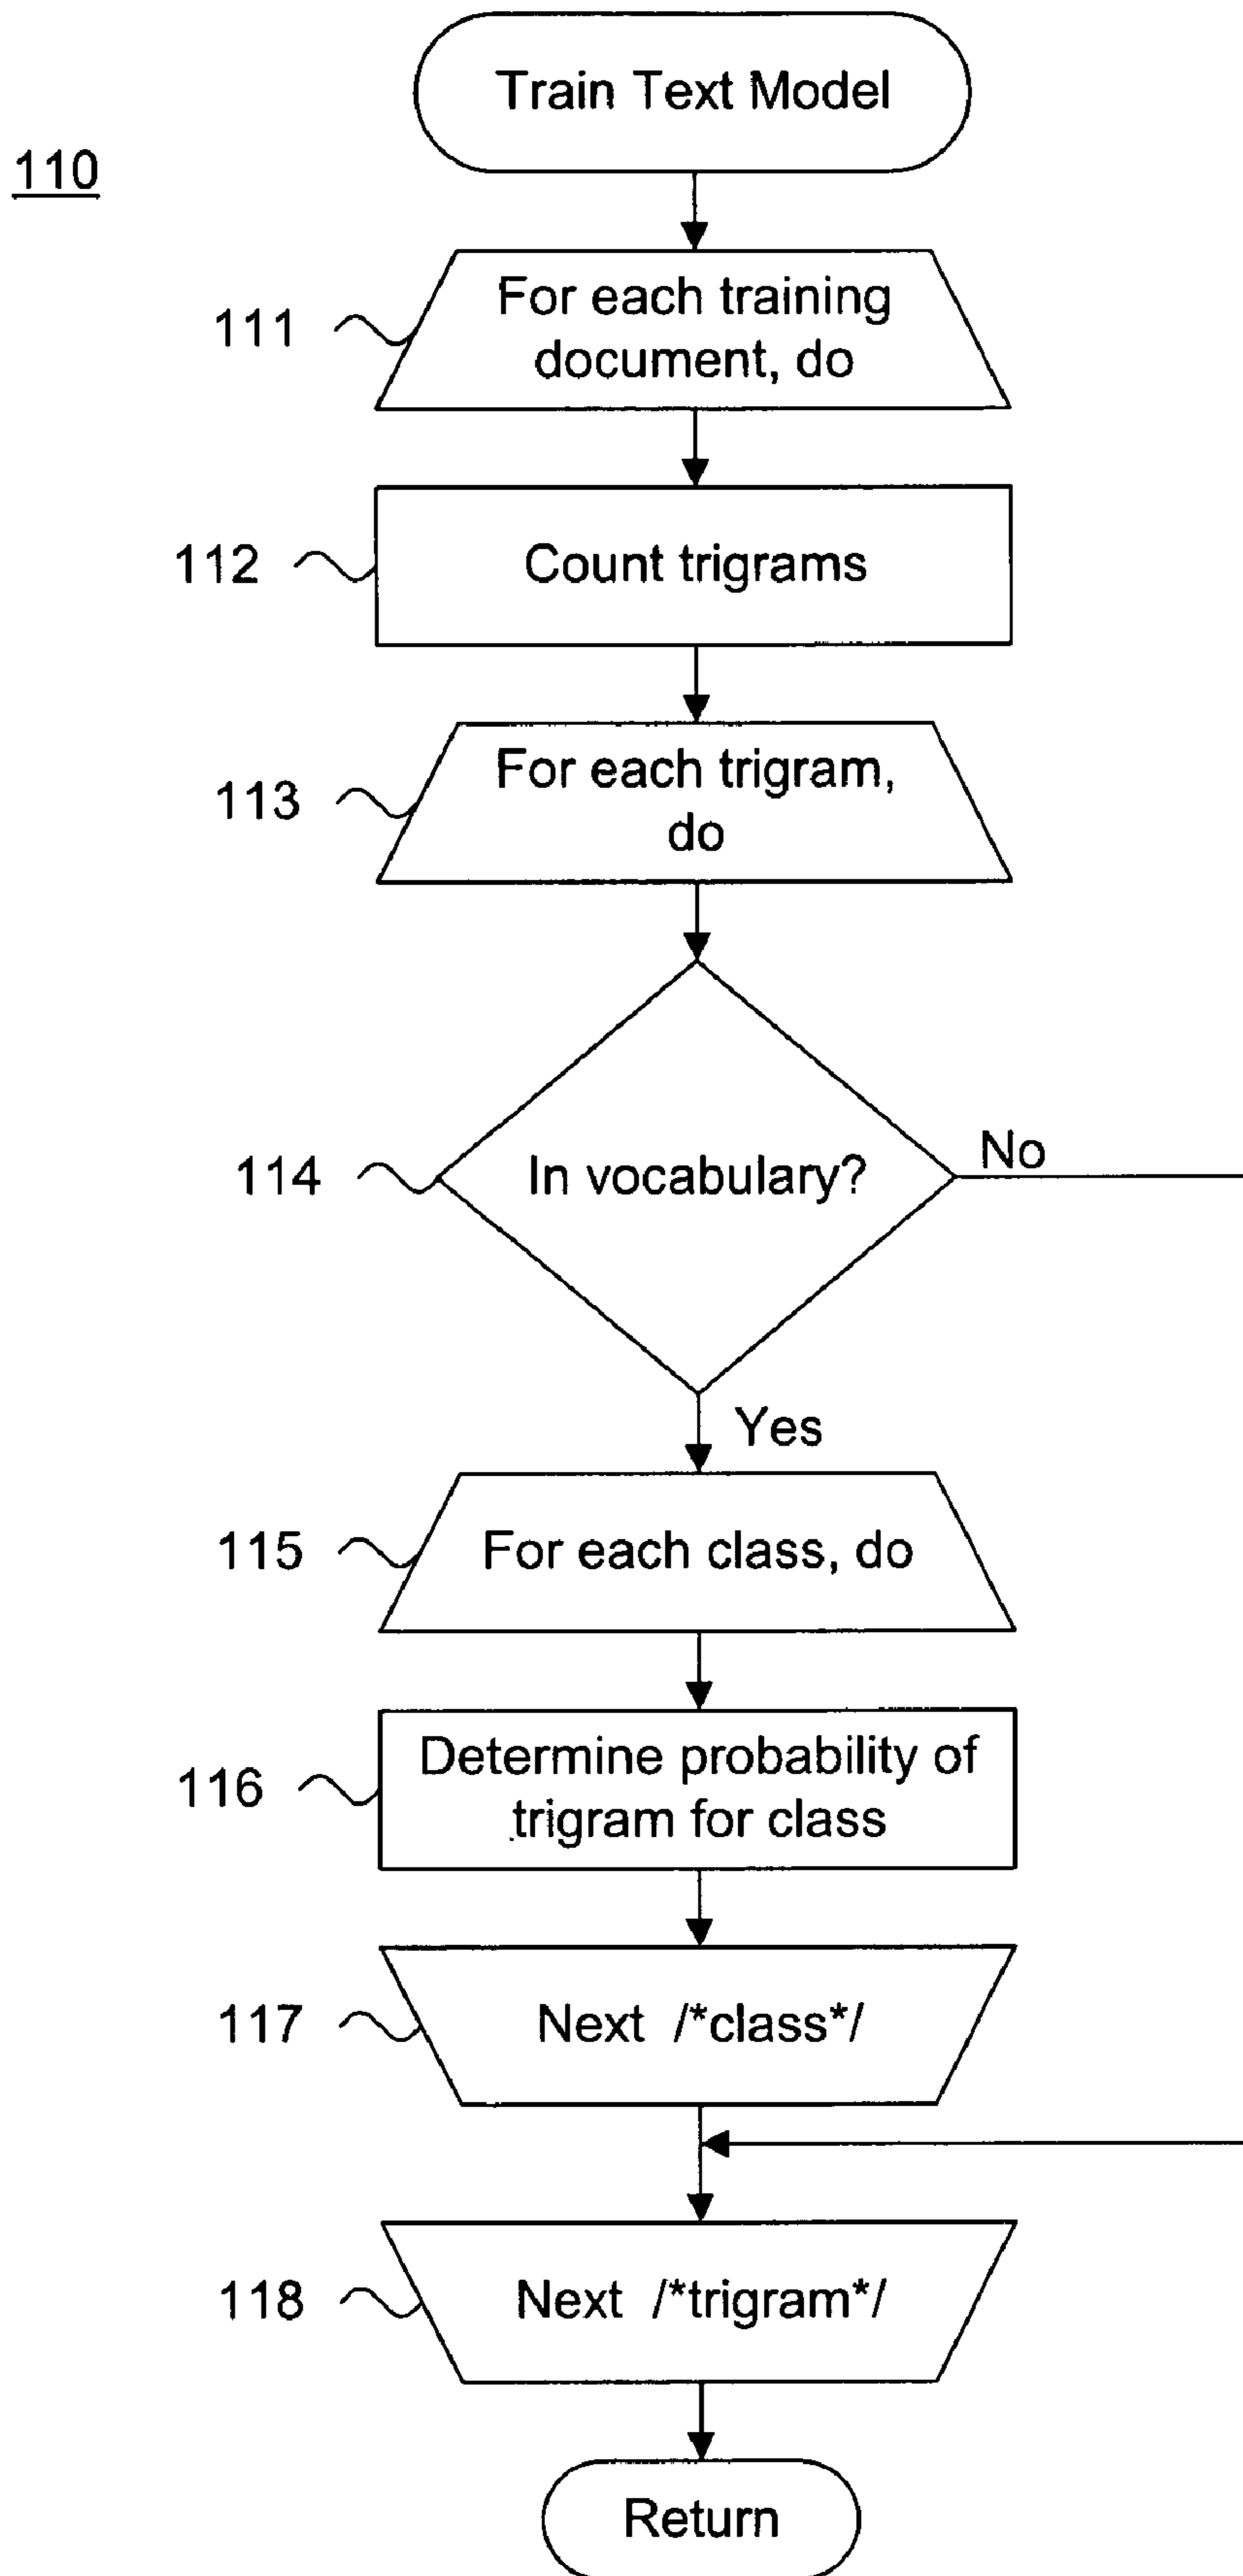 Train Text Model
110
For each training
document, do
111
Count trigrams
112
For each trigram,
do
113
In vocabulary?
114
No
Yes
For each class, do
115
Determine probability of
trigram for class
116
Next /*class*/
117
Next /*trigram*/
118
Return